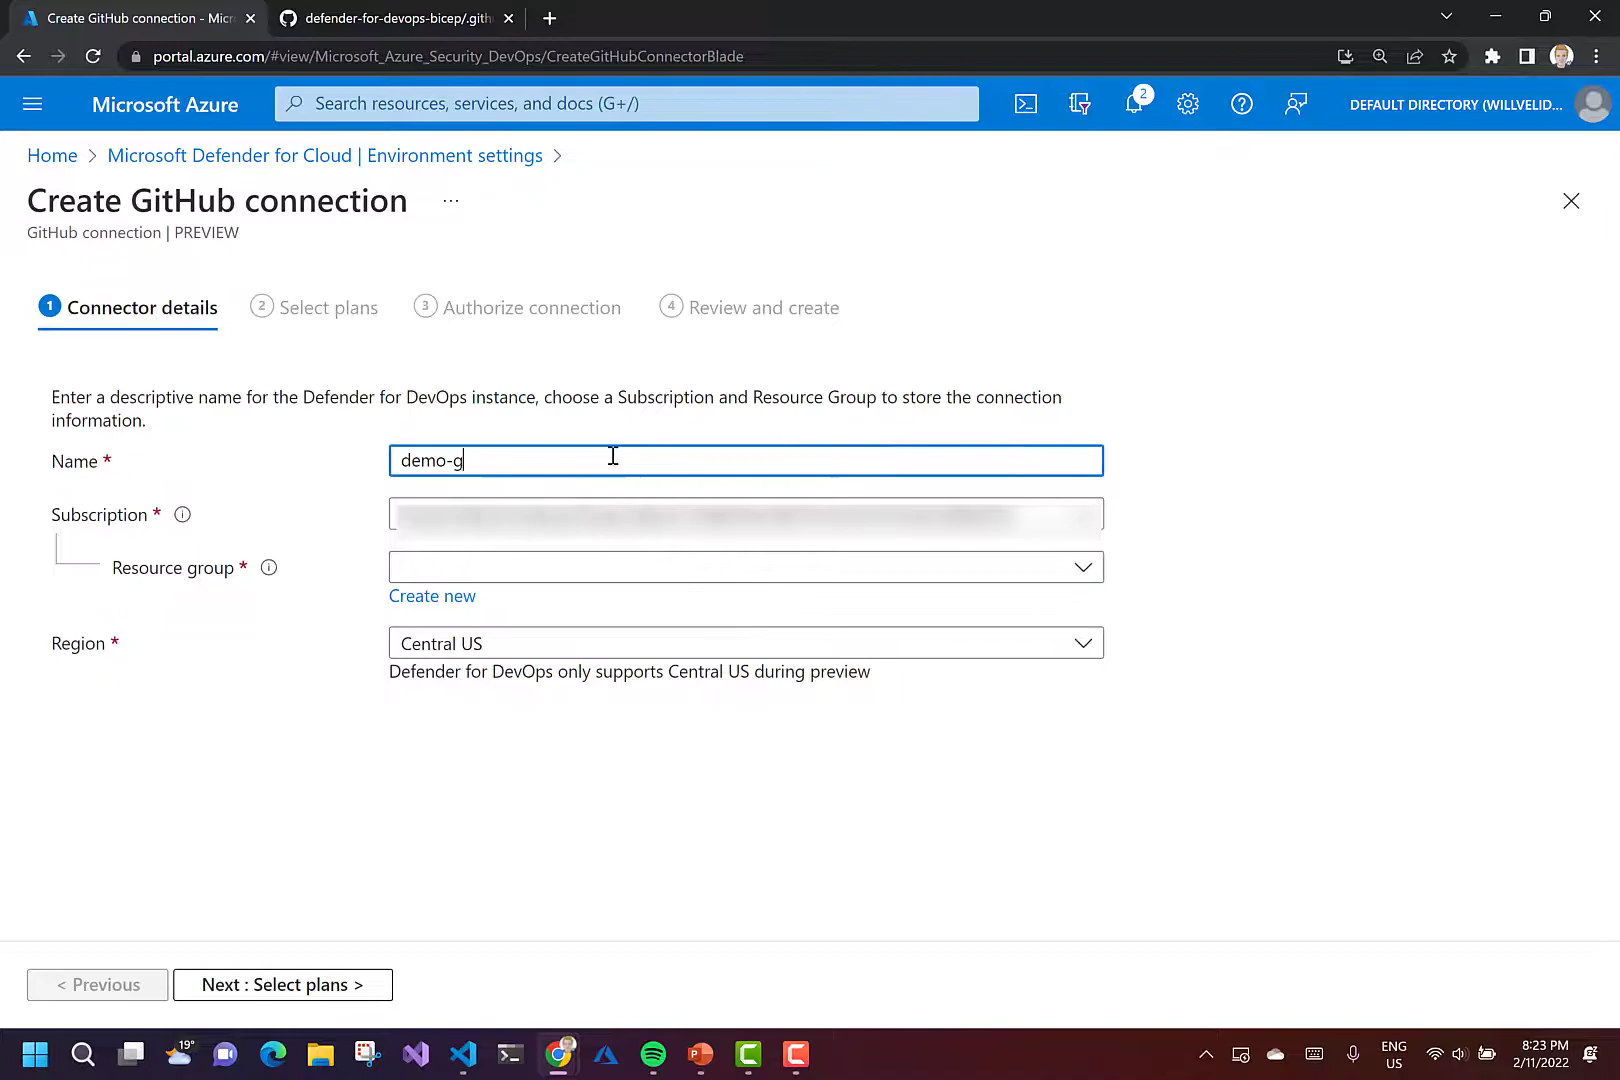 Create GitHub connection - Micr
defender-for-devops-bicep/.gith
portal.azure.com/#view/Microsoft_Azure_Security_DevOps/CreateGitHubConnectorBlade
Microsoft Azure
Search resources, services, and docs (G+/)
2
DEFAULT DIRECTORY (WILLVELID...
Home > Microsoft Defender for Cloud | Environment settings >
Create GitHub connection ...
GitHub connection | PREVIEW
1 Connector details
2 Select plans
3 Authorize connection
4 Review and create
Enter a descriptive name for the Defender for DevOps instance, choose a Subscription and Resource Group to store the connection
information.
Name *
demo-g
Subscription *
Resource group *
Create new
Region *
Central US
Defender for DevOps only supports Central US during preview
< Previous
Next : Select plans >
19°
ENG
US
8:23 PM
2/11/2022